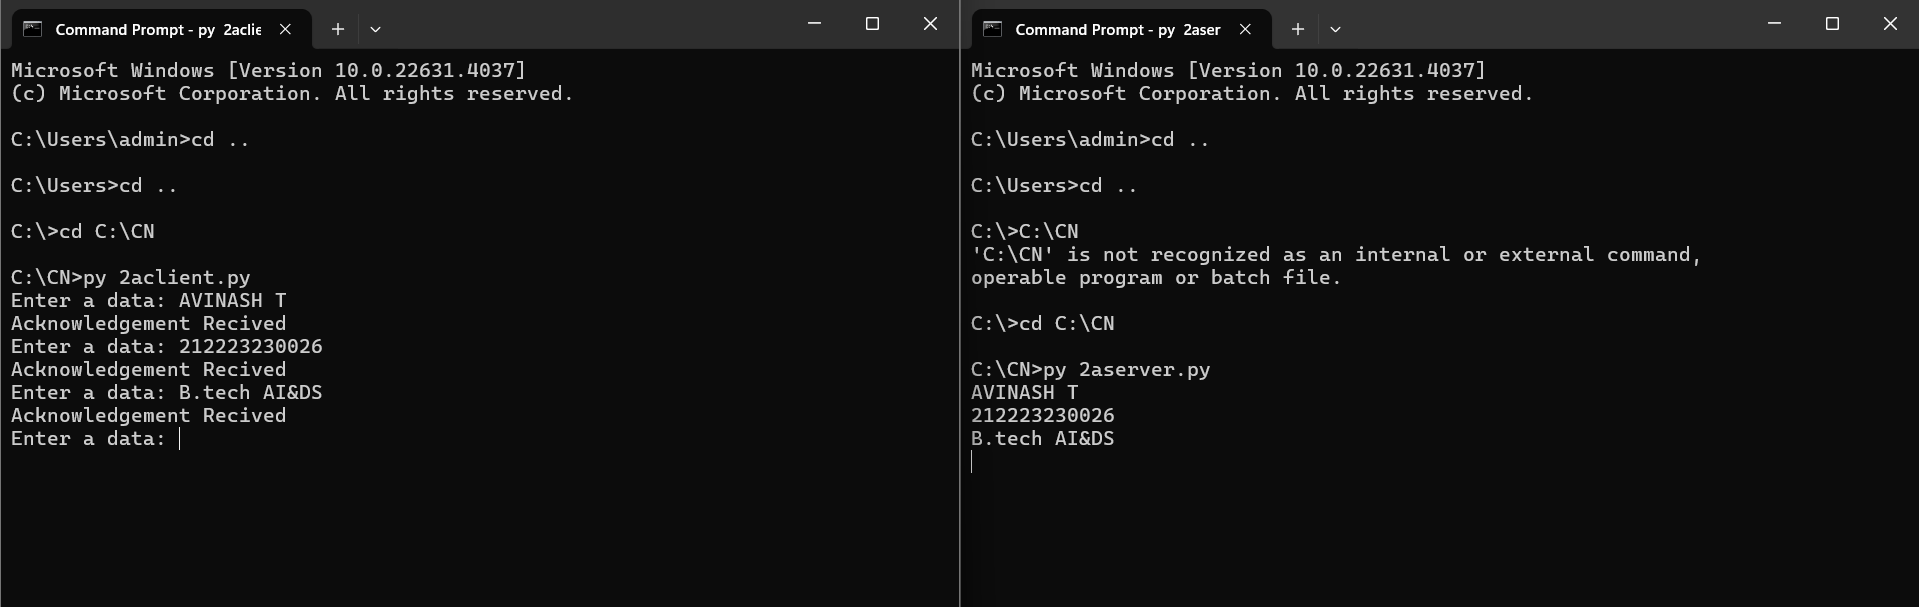 Command Prompt - py 2aclie
Microsoft Windows [Version 10.0.22631.4037]
(c) Microsoft Corporation. All rights reserved.
C:\Users\admin>cd ..
C:\Users>cd ..
C:\>cd C:\CN
C:\CN>py 2aclient.py
Enter a data: AVINASH T
Acknowledgement Recived
Enter a data: 212223230026
Acknowledgement Recived
Enter a data: B.tech AI&DS
Acknowledgement Recived
Enter a data:
Command Prompt - py 2aser
Microsoft Windows [Version 10.0.22631.4037]
(c) Microsoft Corporation. All rights reserved.
C:\Users\admin>cd ..
C:\Users>cd ..
C:\>C:\CN
'C:\CN' is not recognized as an internal or external command,
operable program or batch file.
C:\>cd C:\CN
C:\CN>py 2aserver.py
AVINASH T
212223230026
B.tech AI&DS